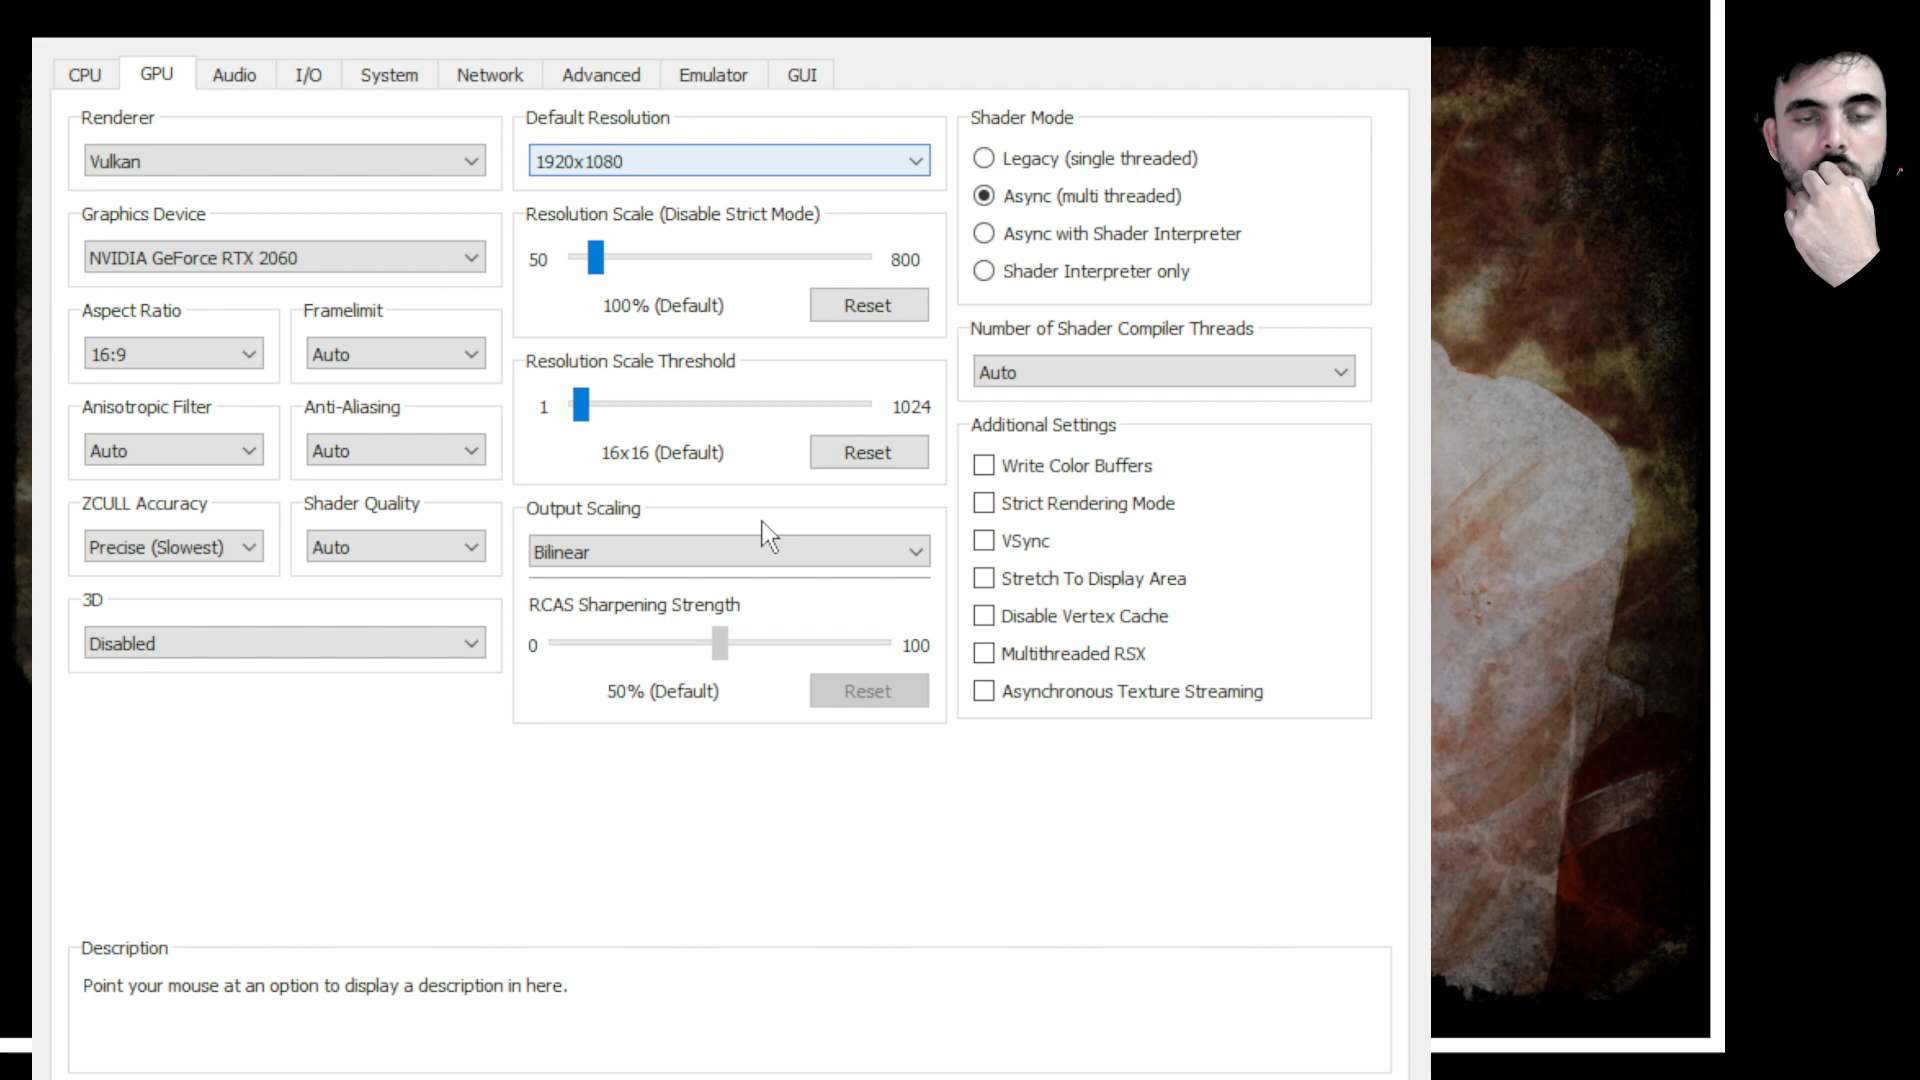 CPU GPU Audio I/O System Network Advanced Emulator GUI
Renderer
Vulkan
Graphics Device
NVIDIA GeForce RTX 2060
Aspect Ratio Framelimit
16:9 Auto
Anisotropic Filter Anti-Aliasing
Auto Auto
ZCULL Accuracy Shader Quality
Precise (Slowest) Auto
3D
Disabled
Default Resolution
1920x1080
Resolution Scale (Disable Strict Mode)
50 800
100% (Default) Reset
Resolution Scale Threshold
1 1024
16x16 (Default) Reset
Output Scaling
Bilinear
RCAS Sharpening Strength
0 100
50% (Default) Reset
Shader Mode
Legacy (single threaded)
Async (multi threaded)
Async with Shader Interpreter
Shader Interpreter only
Number of Shader Compiler Threads
Auto
Additional Settings
Write Color Buffers
Strict Rendering Mode
VSync
Stretch To Display Area
Disable Vertex Cache
Multithreaded RSX
Asynchronous Texture Streaming
Description
Point your mouse at an option to display a description in here.